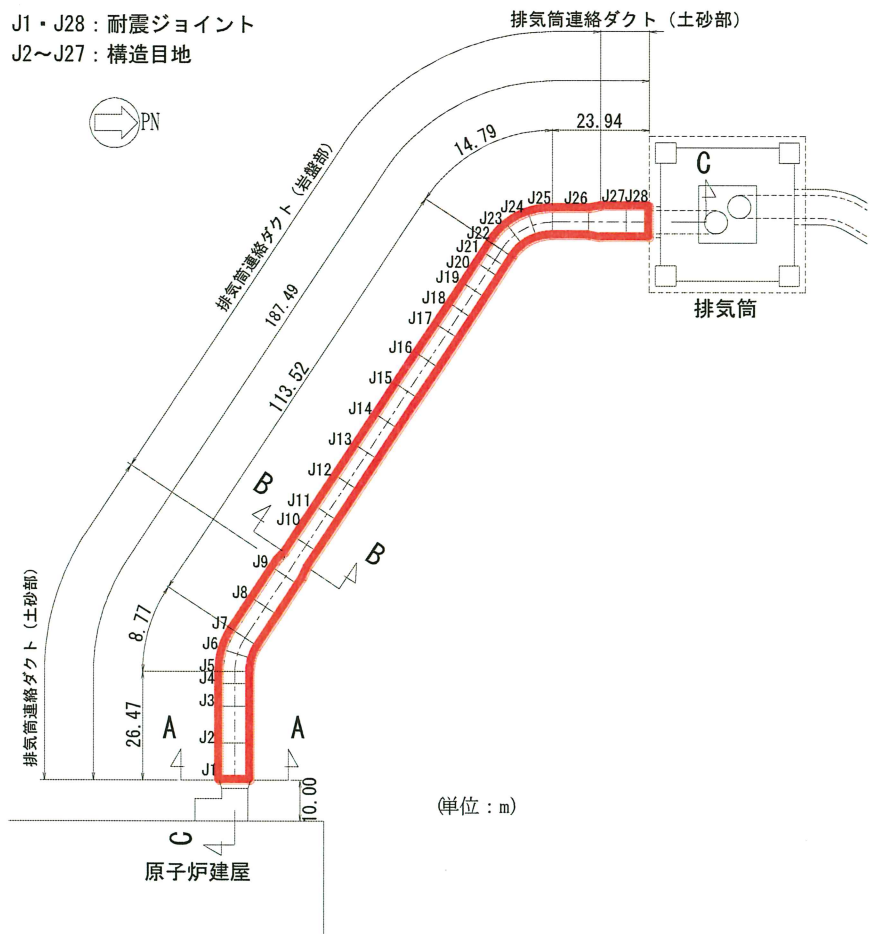 J1・J28：耐震ジョイント
J2～J27：構造目地
PN
排気筒連絡ダクト（土砂部）
23.94
14.79
排気筒連絡ダクト（岩盤部）
187.49
113.52
C
J28
J27
J26
J25
J24
J23
J22
J21
J20
J19
J18
J17
J16
J15
J14
J13
J12
J11
J10
J9
J8
J7
J6
J5
J4
J3
J2
J1
排気筒
B
B
8.77
排気筒連絡ダクト（土砂部）
26.47
A
A
10.00
(単位：m)
C
原子炉建屋